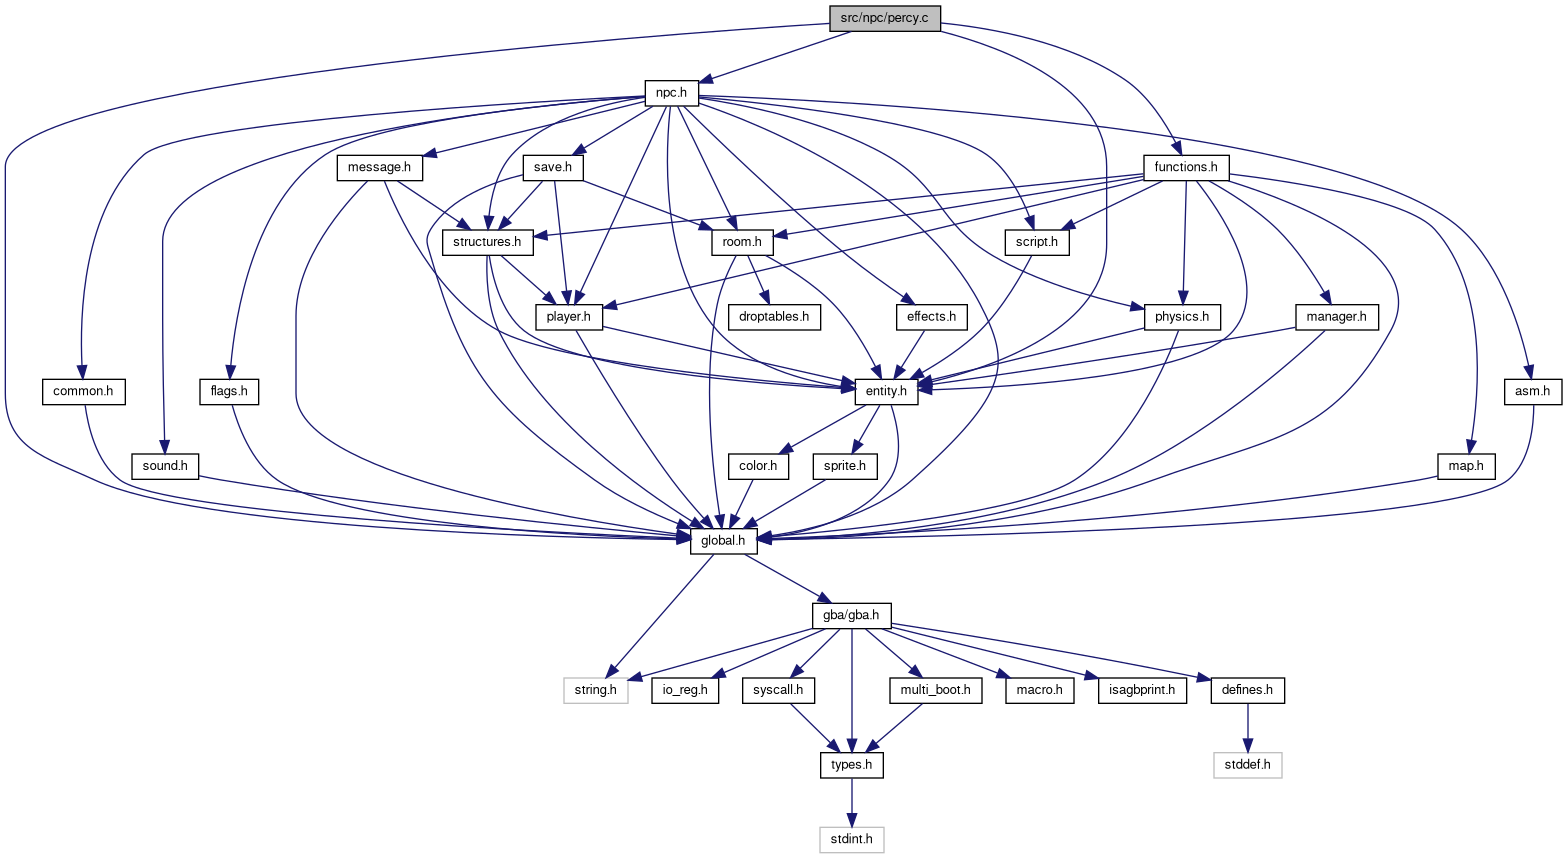 src/npc/percy.c
npc.h
message.h
save.h
functions.h
structures.h
room.h
script.h
player.h
droptables.h
effects.h
physics.h
manager.h
common.h
flags.h
entity.h
asm.h
sound.h
color.h
sprite.h
map.h
global.h
gba/gba.h
string.h
io_reg.h
syscall.h
multi_boot.h
macro.h
isagbprint.h
defines.h
types.h
stddef.h
stdint.h